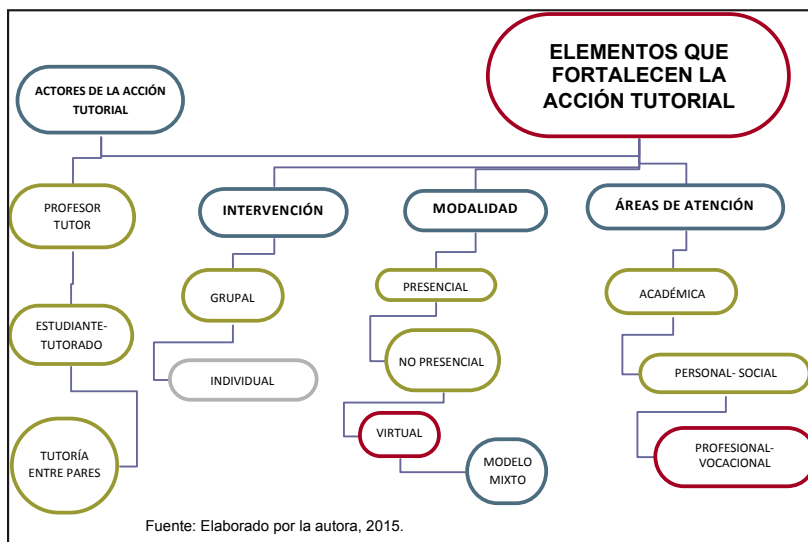 ELEMENTOS QUE
FORTALECEN LA
ACCIÓN TUTORIAL
ACTORES DE LA ACCIÓN
TUTORIAL
PROFESOR
TUTOR
ESTUDIANTE-
TUTORADO
TUTORÍA
ENTRE PARES
INTERVENCIÓN
GRUPAL
INDIVIDUAL
MODALIDAD
PRESENCIAL
NO PRESENCIAL
VIRTUAL
MODELO
MIXTO
ÁREAS DE ATENCIÓN
ACADÉMICA
PERSONAL- SOCIAL
PROFESIONAL-
VOCACIONAL
Fuente: Elaborado por la autora, 2015.